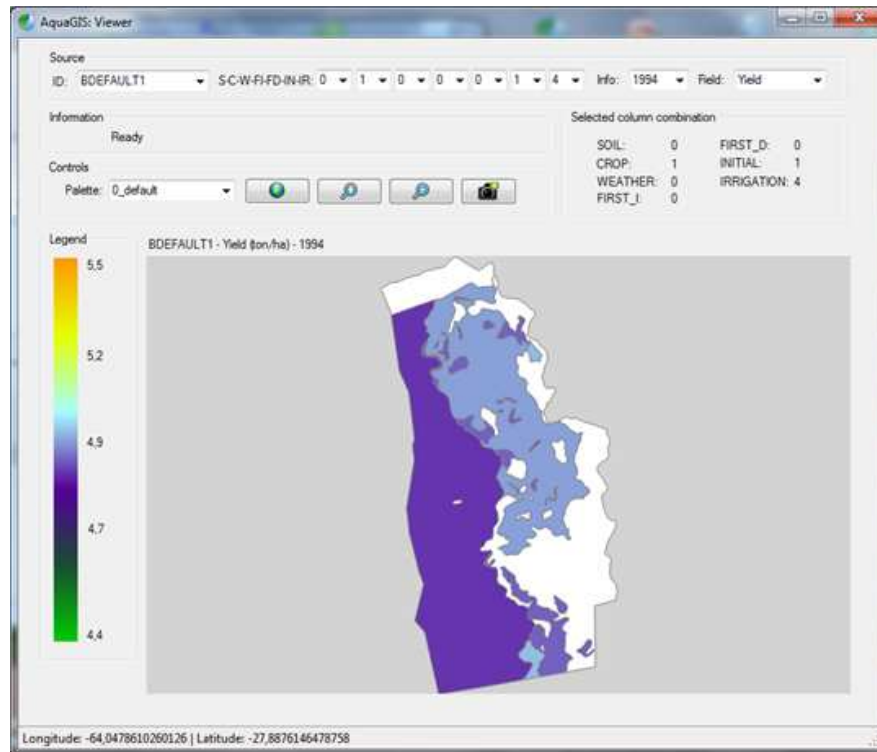 AquaGIS: Viewer
Source
ID: BDEFAULT1 S-C-W-FI-FD-IN-IR: 0 1 0 0 0 1 4 Info: 1994 Field: Yield
Information
Ready
Selected column combination
SOIL: 0 FIRST_D: 0
CROP: 1 INITIAL: 1
WEATHER: 0 IRRIGATION: 4
FIRST_I: 0
Controls
Palette: 0_default
Legend
BDEFAULT1 - Yield (ton/ha) - 1994
5,5
5,2
4,9
4,7
4,4
Longitude: -64,0478610260126 | Latitude: -27,8876146478758